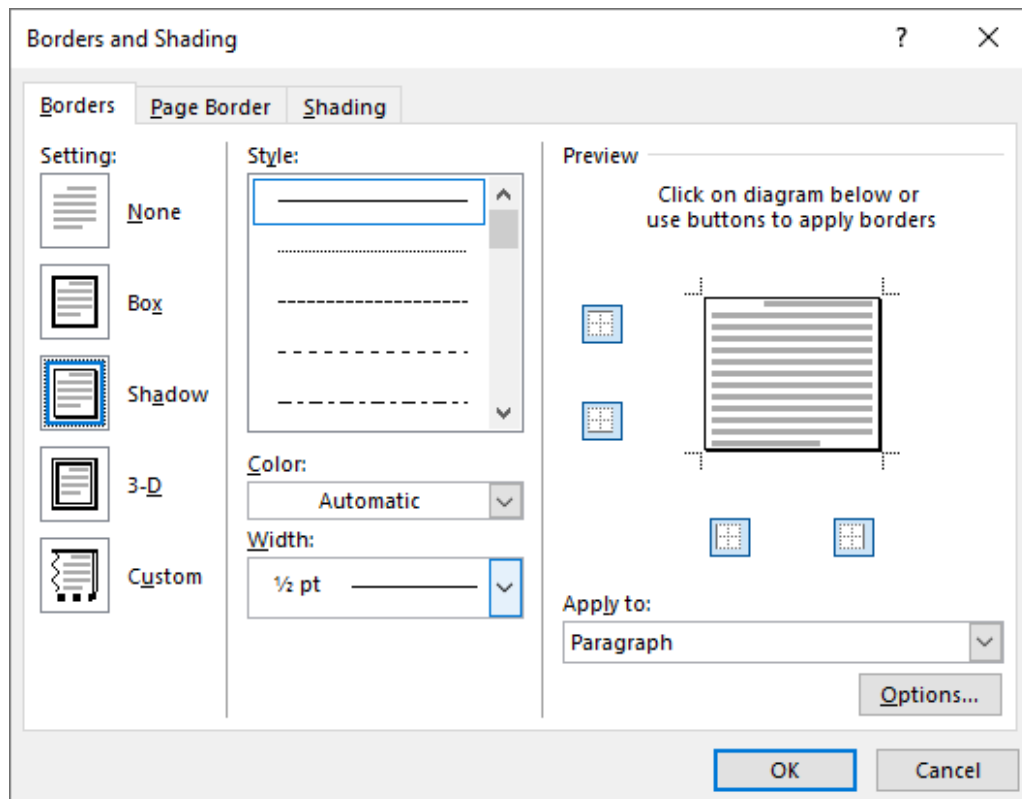 Borders and Shading
?
Borders
Page Border
Shading
Setting:
None
Box
Shadow
3-D
Custom
Style:
Color:
Automatic
Width:
½ pt
Preview
Click on diagram below or
use buttons to apply borders
Apply to:
Paragraph
Options...
OK
Cancel